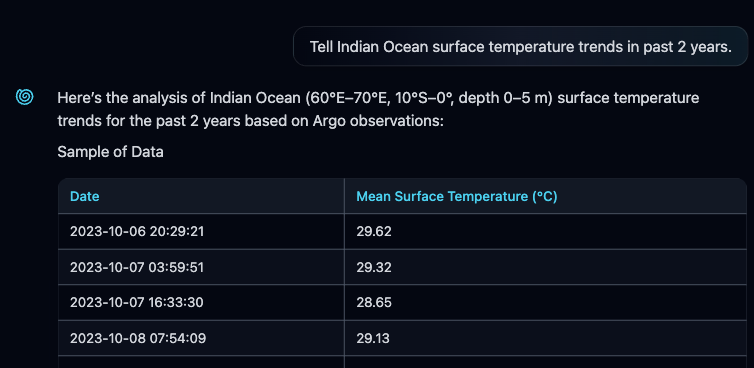 Tell Indian Ocean surface temperature trends in past 2 years.
Here's the analysis of Indian Ocean (60°E–70°E, 10°S–0°, depth 0–5 m) surface temperature
trends for the past 2 years based on Argo observations:
Sample of Data
Date Mean Surface Temperature (°C)
2023-10-06 20:29:21 29.62
2023-10-07 03:59:51 29.32
2023-10-07 16:33:30 28.65
2023-10-08 07:54:09 29.13